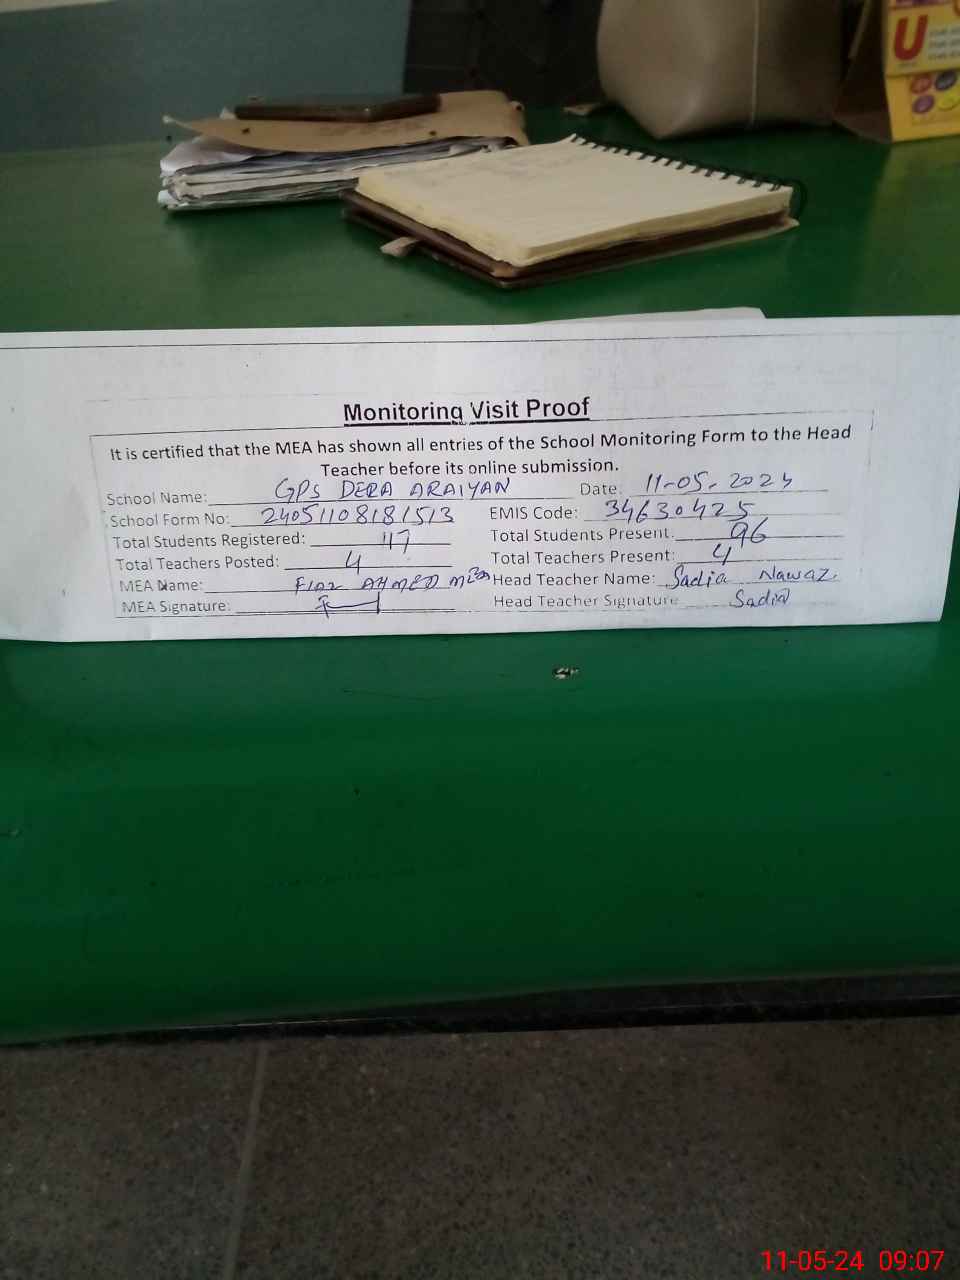 U
Monitoring Visit Proof
It is certified that the MEA has shown all entries of the School Monitoring Form to the Head
Teacher before its online submission.
School Name: GPS DERA ARAIYAN Date: 11-05-2024
School Form No: 24051108181513 EMIS Code: 34630425
Total Students Registered: Total Students Present: 96
Total Teachers Posted: 4 Total Teachers Present: 4
MEA Name: AHMED MEA Head Teacher Name: Sadia Nawaz.
MEA Signature: Head Teacher Signature Sadia
11-05-24 09:07